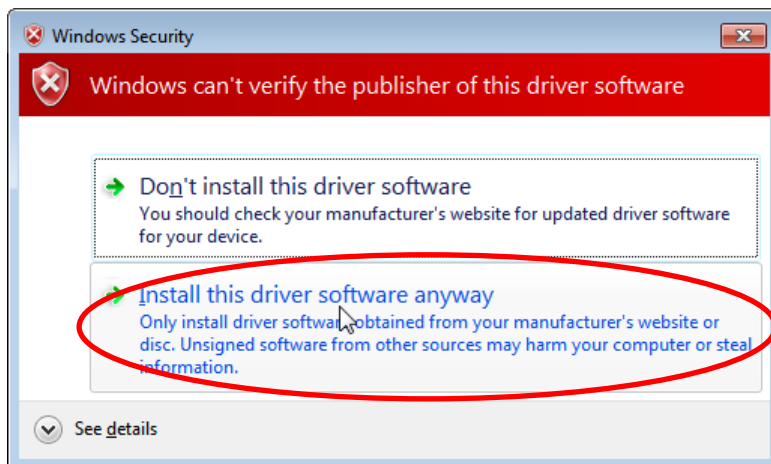 Windows Security
Windows can't verify the publisher of this driver software
Don't install this driver software
You should check your manufacturer's website for updated driver software
for your device.
Install this driver software anyway
Only install driver software obtained from your manufacturer's website or
disc. Unsigned software from other sources may harm your computer or steal
information.
See details